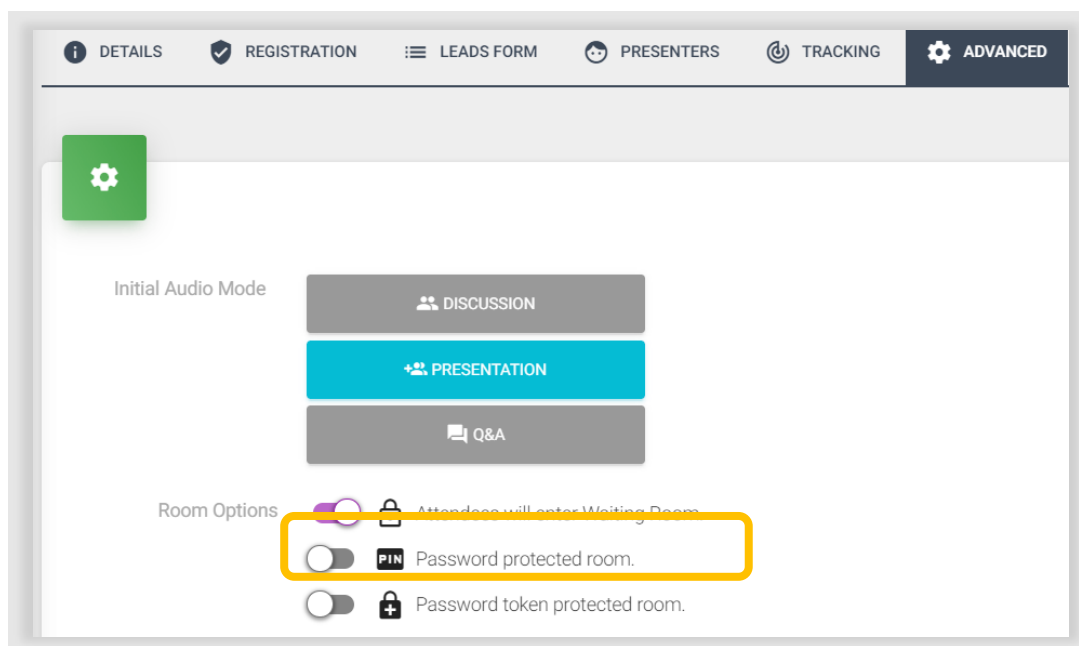 DETAILS REGISTRATION LEADS FORM PRESENTERS TRACKING ADVANCED
Initial Audio Mode
DISCUSSION
PRESENTATION
Q&A
Room Options
Attendees will enter Waiting Room
PIN Password protected room.
Password token protected room.